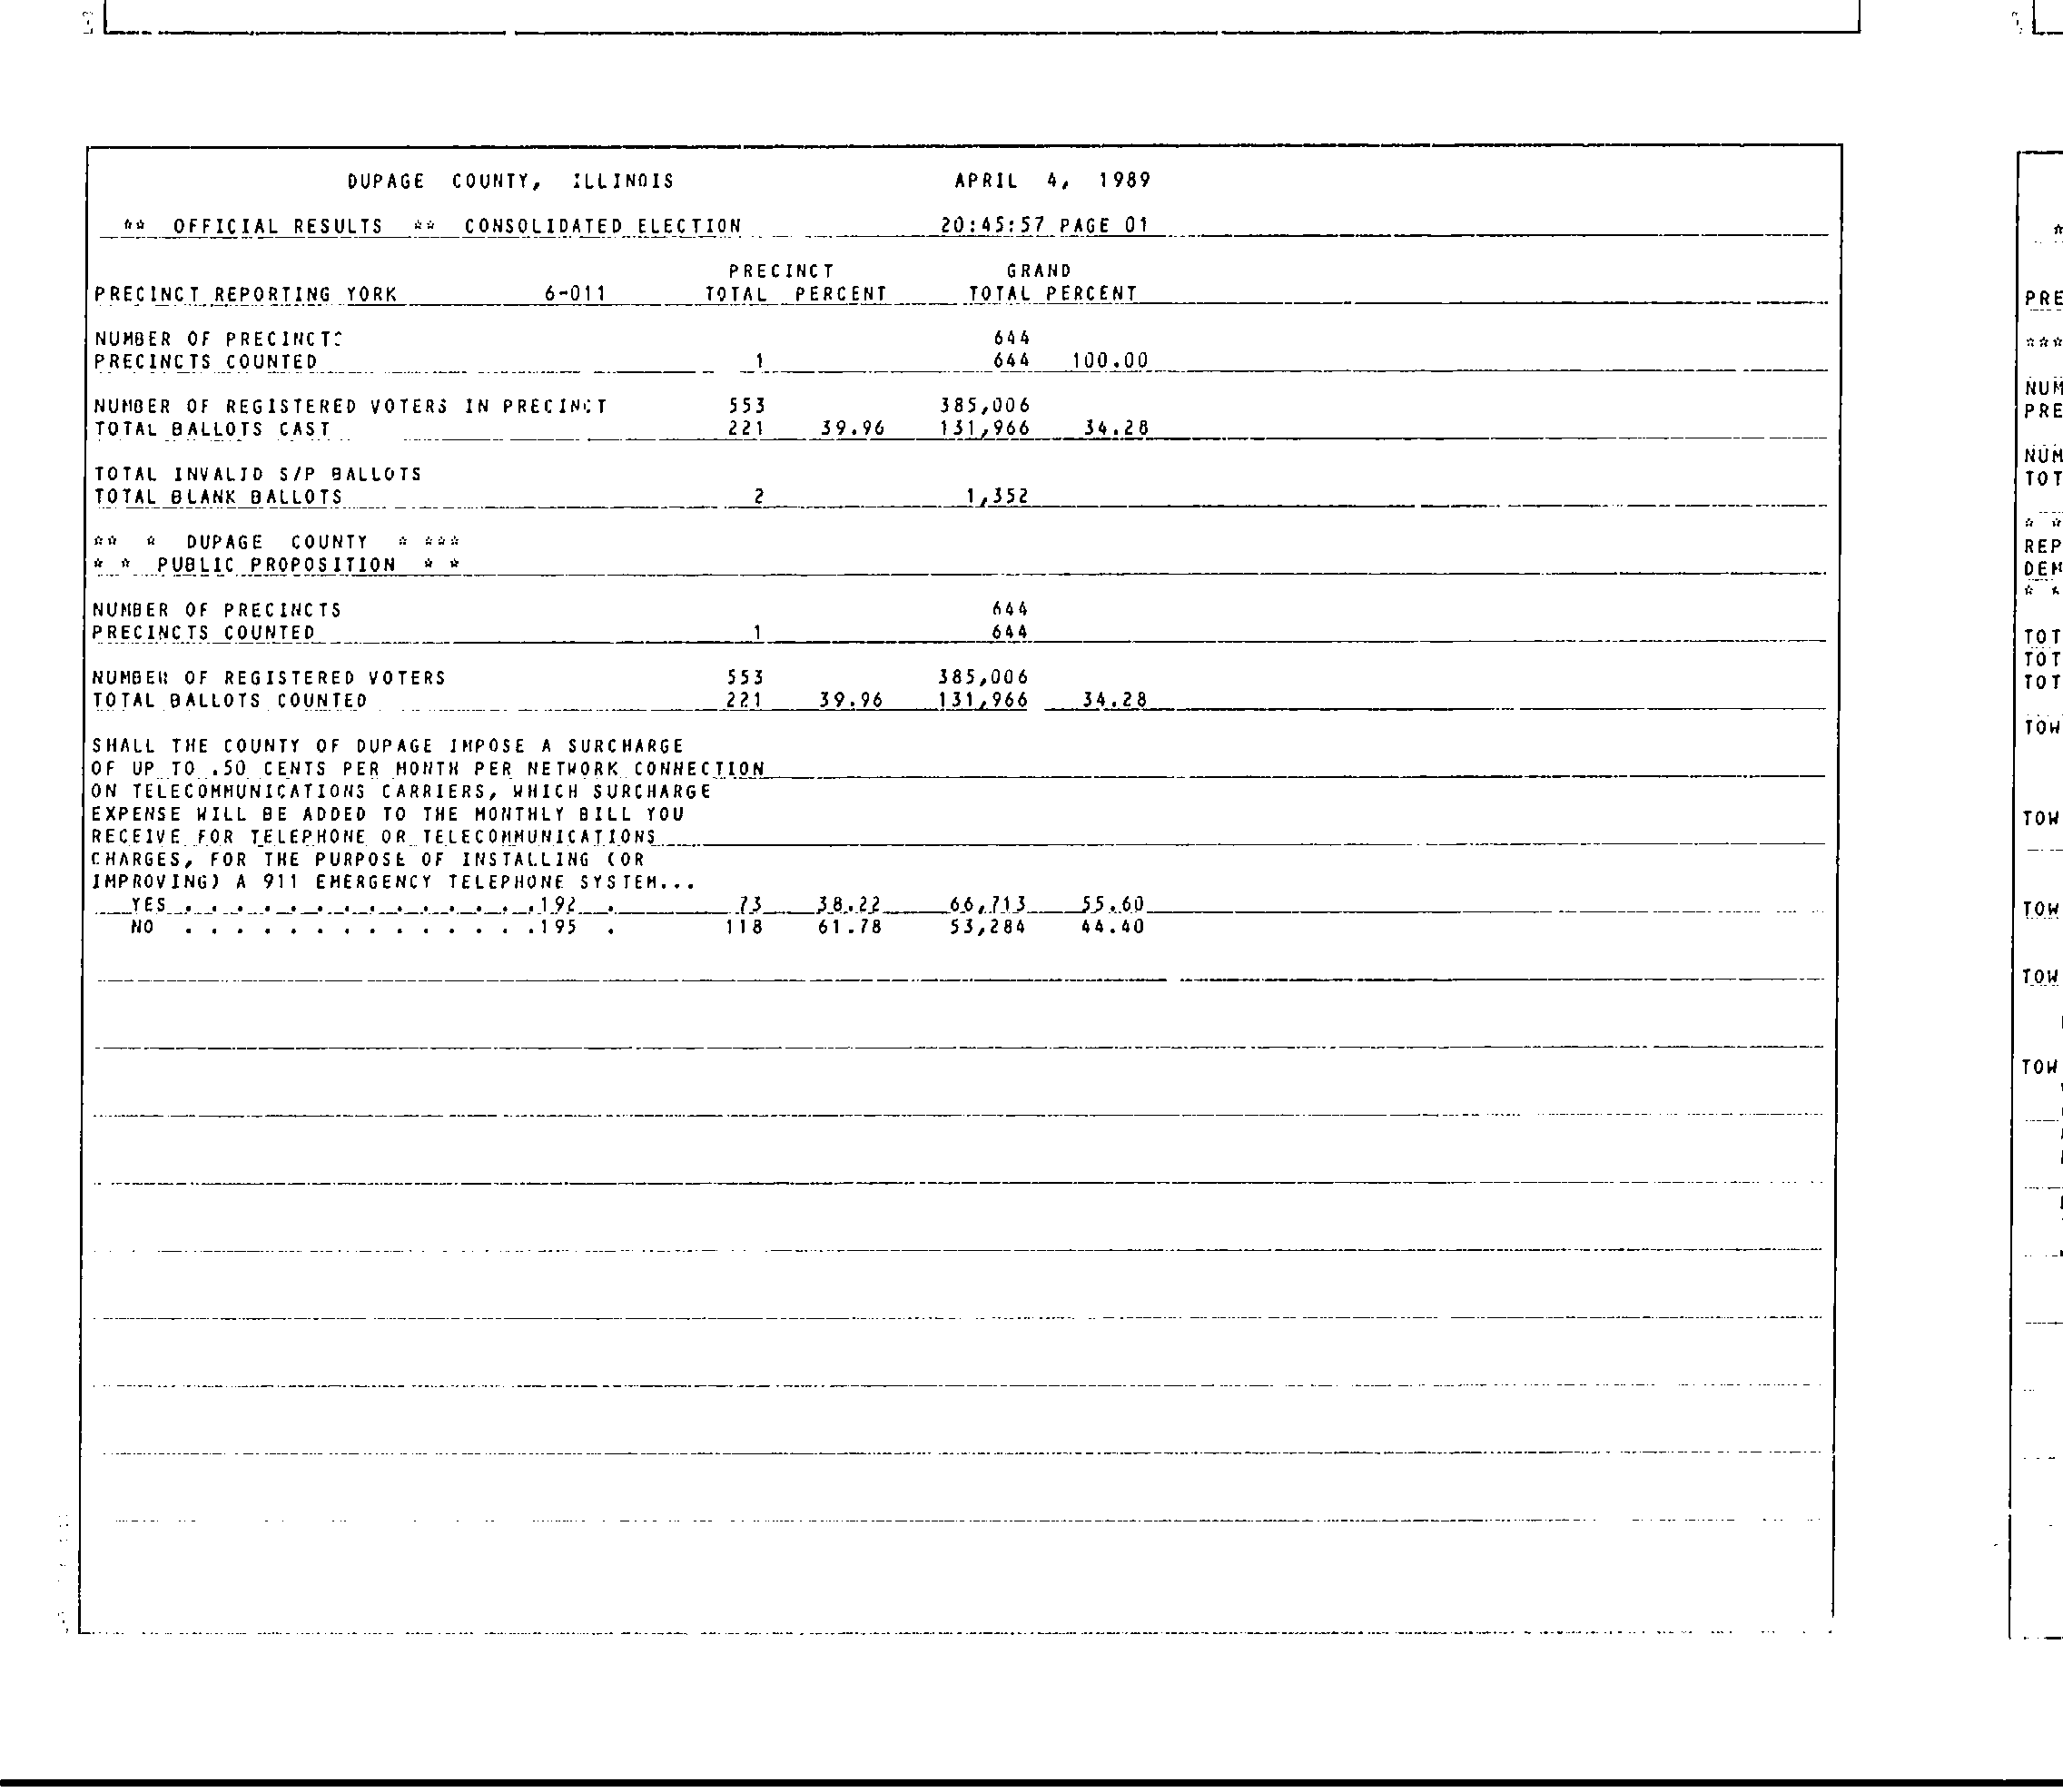 DUPAGE COUNTY, ILLINOIS APRIL 4, 1989
** OFFICIAL RESULTS ** CONSOLIDATED ELECTION 20:45:57 PAGE 01
PRECINCT GRAND
PRECINCT REPORTING YORK 6-011 TOTAL PERCENT TOTAL PERCENT
NUMBER OF PRECINCTS 644
PRECINCTS COUNTED 1 644 100.00
NUMBER OF REGISTERED VOTERS IN PRECINCT 553 385,006
TOTAL BALLOTS CAST 221 39.96 131,966 34.28
TOTAL INVALID S/P BALLOTS
TOTAL BLANK BALLOTS 2 1,352
** * DUPAGE COUNTY * ***
* * PUBLIC PROPOSITION * *
NUMBER OF PRECINCTS 644
PRECINCTS COUNTED 1 644
NUMBER OF REGISTERED VOTERS 553 385,006
TOTAL BALLOTS COUNTED 221 39.96 131,966 34.28
SHALL THE COUNTY OF DUPAGE IMPOSE A SURCHARGE
OF UP TO .50 CENTS PER MONTH PER NETWORK CONNECTION
ON TELECOMMUNICATIONS CARRIERS, WHICH SURCHARGE
EXPENSE WILL BE ADDED TO THE MONTHLY BILL YOU
RECEIVE FOR TELEPHONE OR TELECOMMUNICATIONS
CHARGES, FOR THE PURPOSE OF INSTALLING (OR
IMPROVING) A 911 EMERGENCY TELEPHONE SYSTEM...
YES . . . . . . . . . . . . . .192 . 73 38.22 66,713 55.60
NO . . . . . . . . . . . . . .195 . 118 61.78 53,284 44.40
*
PRE
***
NUM
PRE
NUM
TOT
* *
REP
DEM
* *
TOT
TOT
TOT
TOW
TOW
TOW
TOW
TOW